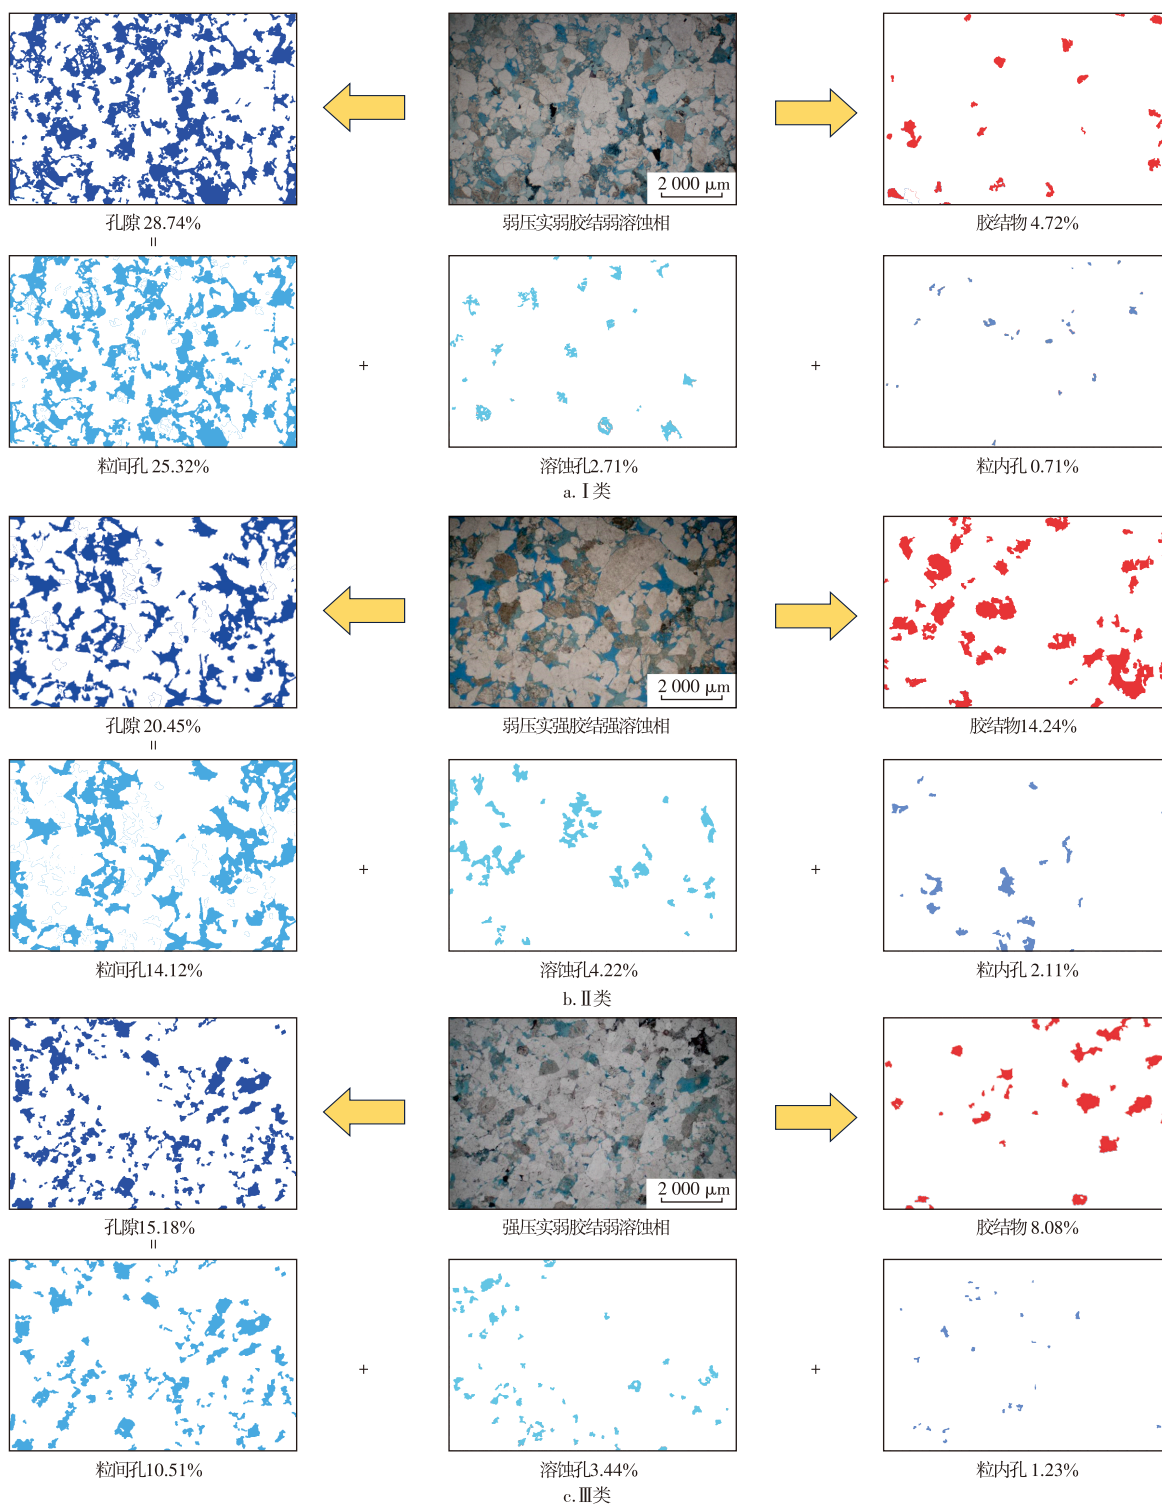 2 000 μm
孔隙 28.74%
弱压实弱胶结弱溶蚀相
胶结物 4.72%
=
+
+
粒间孔 25.32%
溶蚀孔2.71%
粒内孔 0.71%
a. Ⅰ类
2 000 μm
孔隙 20.45%
弱压实强胶结强溶蚀相
胶结物14.24%
=
+
+
粒间孔14.12%
溶蚀孔4.22%
粒内孔 2.11%
b. Ⅱ类
2 000 μm
孔隙15.18%
强压实弱胶结弱溶蚀相
胶结物 8.08%
=
+
+
粒间孔10.51%
溶蚀孔3.44%
粒内孔 1.23%
c. Ⅲ类